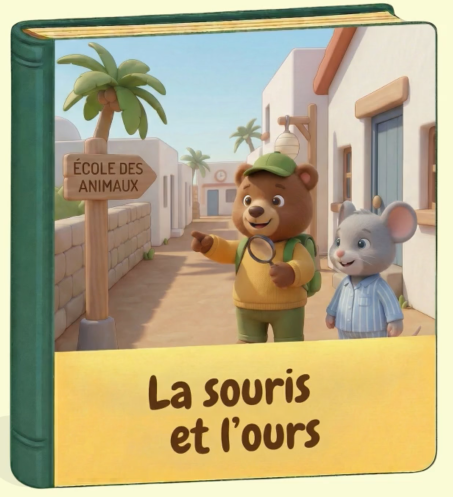 ÉCOLE DES
ANIMAUX
La souris
et l'ours